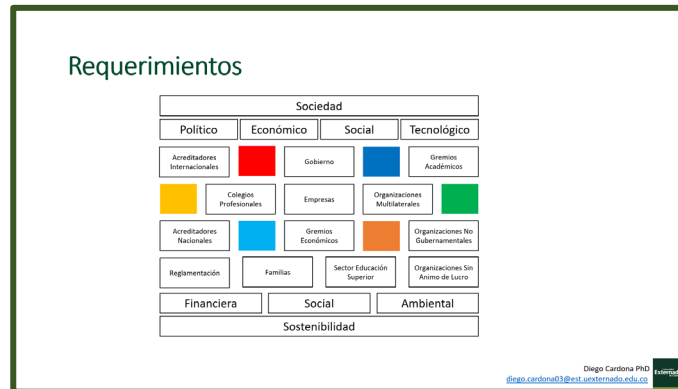 Requerimientos
Sociedad
Político Económico Social Tecnológico
Acreditadores
Internacionales
Gobierno
Gremios
Académicos
Colegios
Profesionales
Empresas
Organizaciones
Multilaterales
Acreditadores
Nacionales
Gremios
Económicos
Organizaciones No
Gubernamentales
Reglamentación
Familias
Sector Educación
Superior
Organizaciones Sin
Animo de Lucro
Financiera Social Ambiental
Sostenibilidad
Diego Cardona PhD
diego.cardona03@est.uexternado.edu.co
Externado